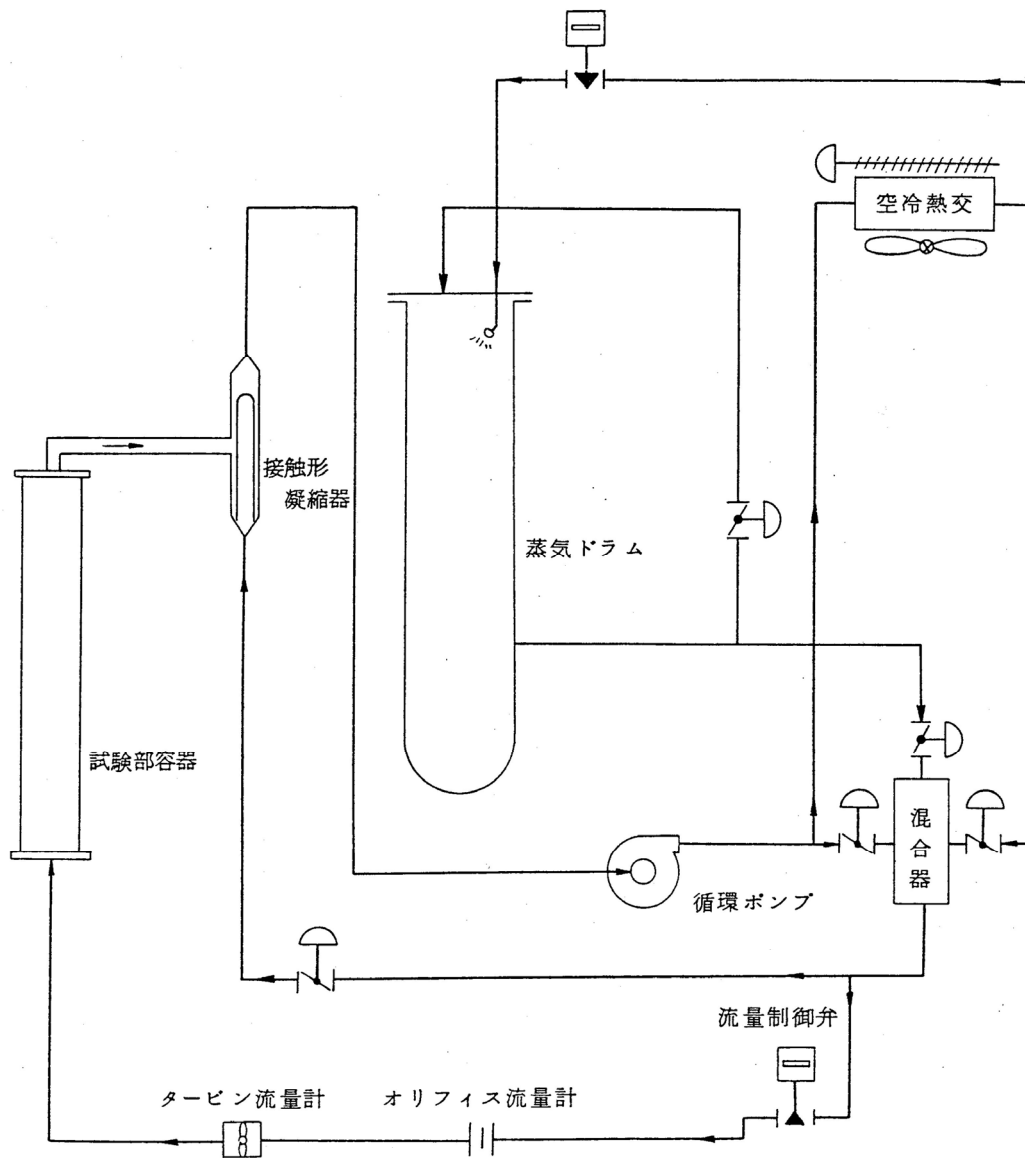 空冷熱交
接触形
凝縮器
蒸気ドラム
試験部容器
混
合
器
循環ポンプ
流量制御弁
タービン流量計
オリフィス流量計